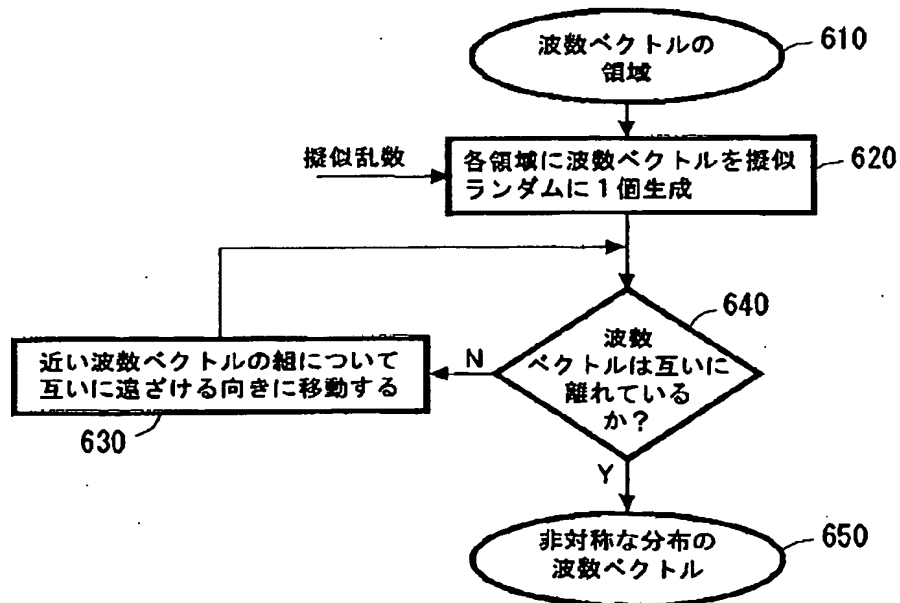 波数ベクトルの
領域
610
擬似乱数
各領域に波数ベクトルを擬似
ランダムに1個生成
620
640
波数
ベクトルは互いに
離れている
か？
N
近い波数ベクトルの組について
互いに遠ざける向きに移動する
630
Y
非対称な分布の
波数ベクトル
650